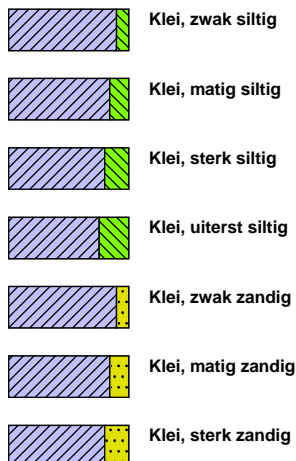 Klei, zwak siltig
Klei, matig siltig
Klei, sterk siltig
Klei, uiterst siltig
Klei, zwak zandig
Klei, matig zandig
Klei, sterk zandig